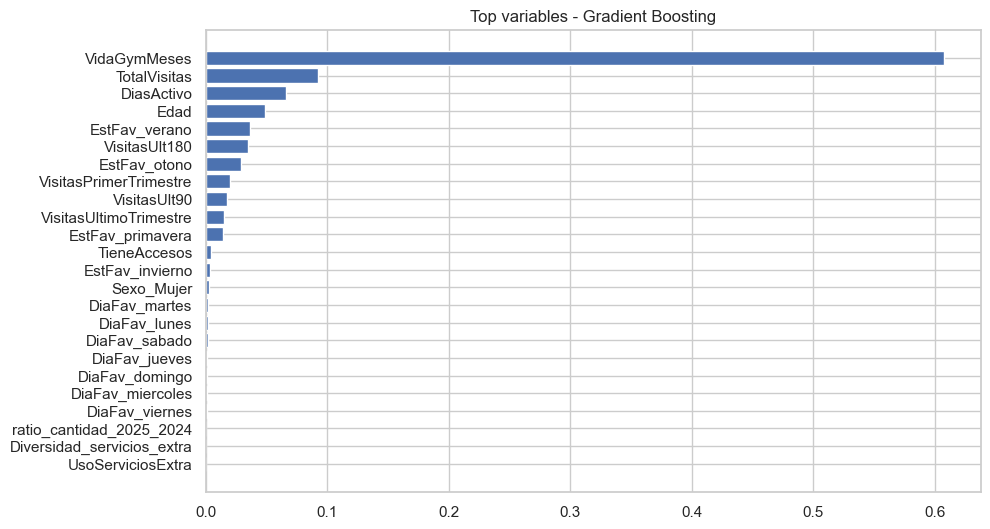 Top variables - Gradient Boosting
VidaGymMeses
TotalVisitas
DiasActivo
Edad
EstFav_verano
VisitasUlt180
EstFav_otono
VisitasPrimerTrimestre
VisitasUlt90
VisitasUltimoTrimestre
EstFav_primavera
TieneAccesos
EstFav_invierno
Sexo_Mujer
DiaFav_martes
DiaFav_lunes
DiaFav_sabado
DiaFav_jueves
DiaFav_domingo
DiaFav_miercoles
DiaFav_viernes
ratio_cantidad_2025_2024
Diversidad_servicios_extra
UsoServiciosExtra
0.0 0.1 0.2 0.3 0.4 0.5 0.6